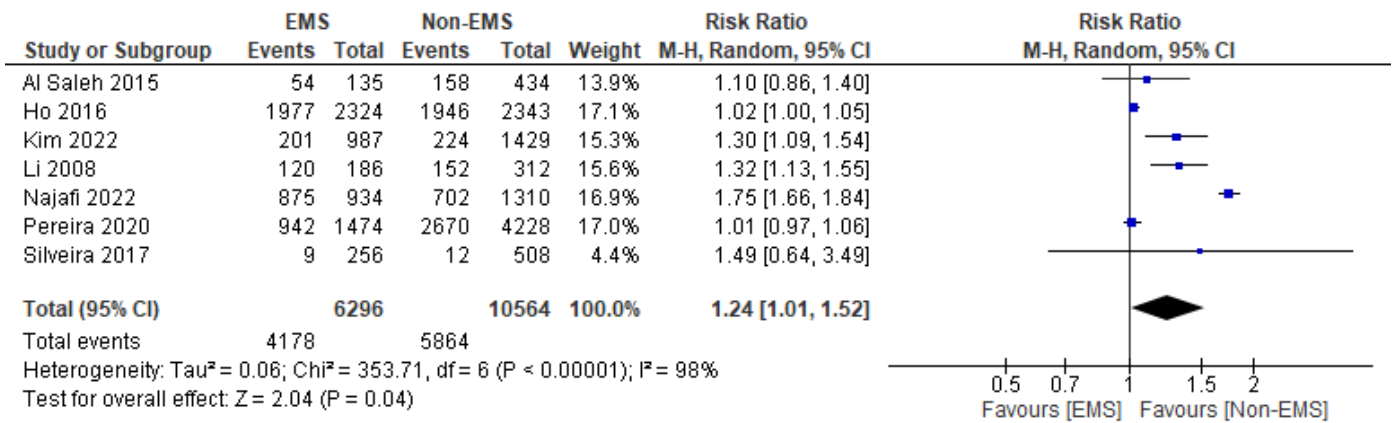 EMS Non-EMS Risk Ratio Risk Ratio
Study or Subgroup Events Total Events Total Weight M-H, Random, 95% CI M-H, Random, 95% CI
Al Saleh 2015 54 135 158 434 13.9% 1.10 [0.86, 1.40]
Ho 2016 1977 2324 1946 2343 17.1% 1.02 [1.00, 1.05]
Kim 2022 201 987 224 1429 15.3% 1.30 [1.09, 1.54]
Li 2008 120 186 152 312 15.6% 1.32 [1.13, 1.55]
Najafi 2022 875 934 702 1310 16.9% 1.75 [1.66, 1.84]
Pereira 2020 942 1474 2670 4228 17.0% 1.01 [0.97, 1.06]
Silveira 2017 9 256 12 508 4.4% 1.49 [0.64, 3.49]
Total (95% CI) 6296 10564 100.0% 1.24 [1.01, 1.52]
Total events 4178 5864
Heterogeneity: Tau² = 0.06; Chi² = 353.71, df = 6 (P < 0.00001); I² = 98%
Test for overall effect: Z = 2.04 (P = 0.04)
0.5 0.7 1 1.5 2
Favours [EMS] Favours [Non-EMS]